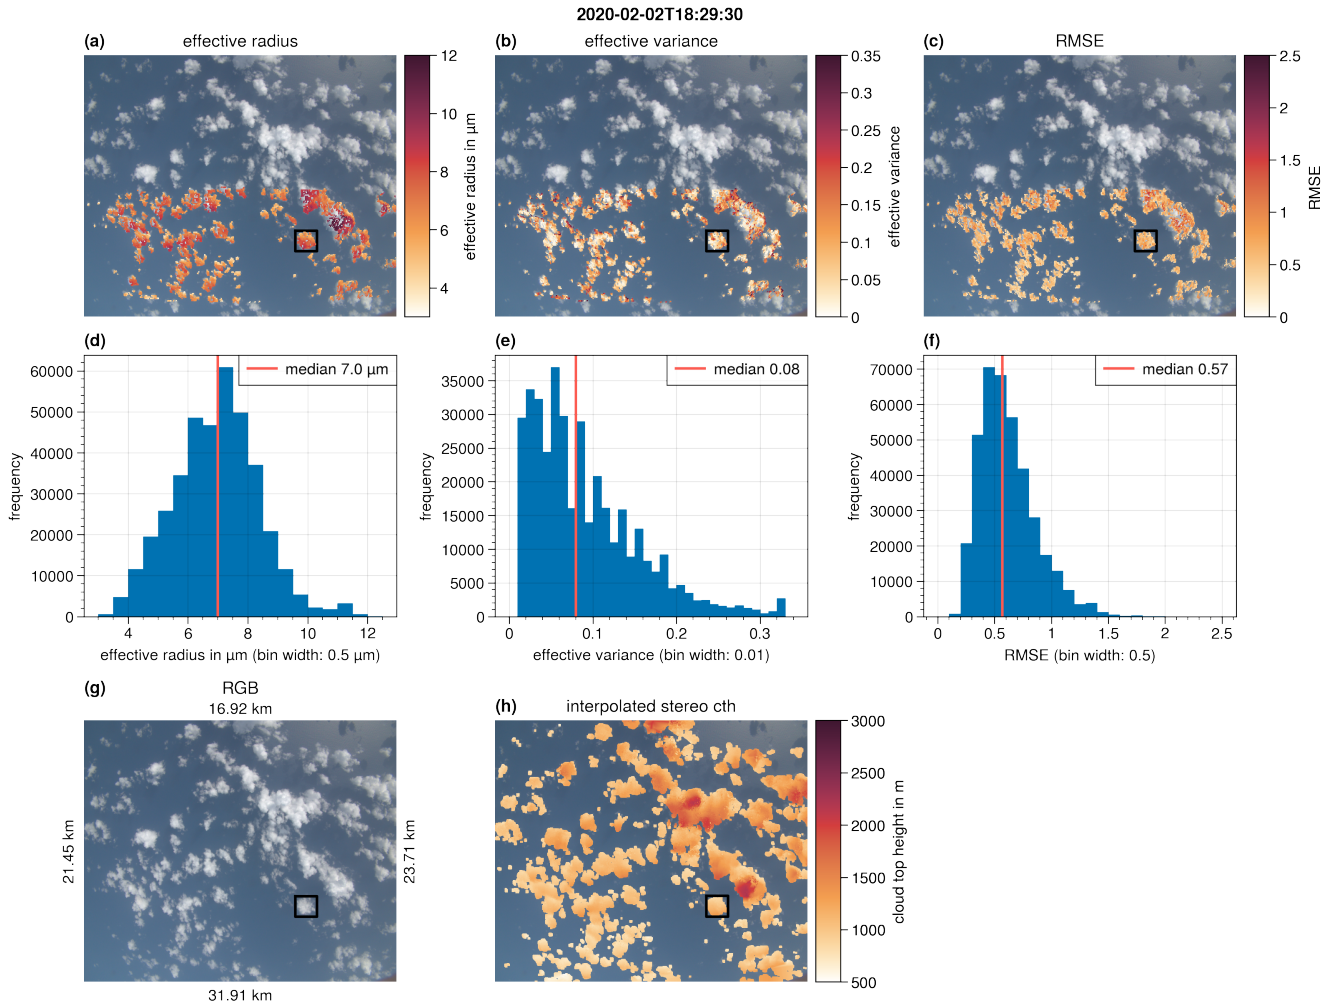 2020-02-02T18:29:30
(a) effective radius
12
10
8
6
4
effective radius in µm
(b) effective variance
0.35
0.3
0.25
0.2
0.15
0.1
0.05
0
effective variance
(c) RMSE
2.5
2
1.5
1
0.5
0
RMSE
(d)
median 7.0 µm
60000
50000
40000
30000
20000
10000
0
frequency
4 6 8 10 12
effective radius in µm (bin width: 0.5 µm)
(e)
median 0.08
35000
30000
25000
20000
15000
10000
5000
0
frequency
0 0.1 0.2 0.3
effective variance (bin width: 0.01)
(f)
median 0.57
70000
60000
50000
40000
30000
20000
10000
0
frequency
0 0.5 1 1.5 2 2.5
RMSE (bin width: 0.5)
(g) RGB
16.92 km
21.45 km
23.71 km
31.91 km
(h) interpolated stereo cth
3000
2500
2000
1500
1000
500
cloud top height in m